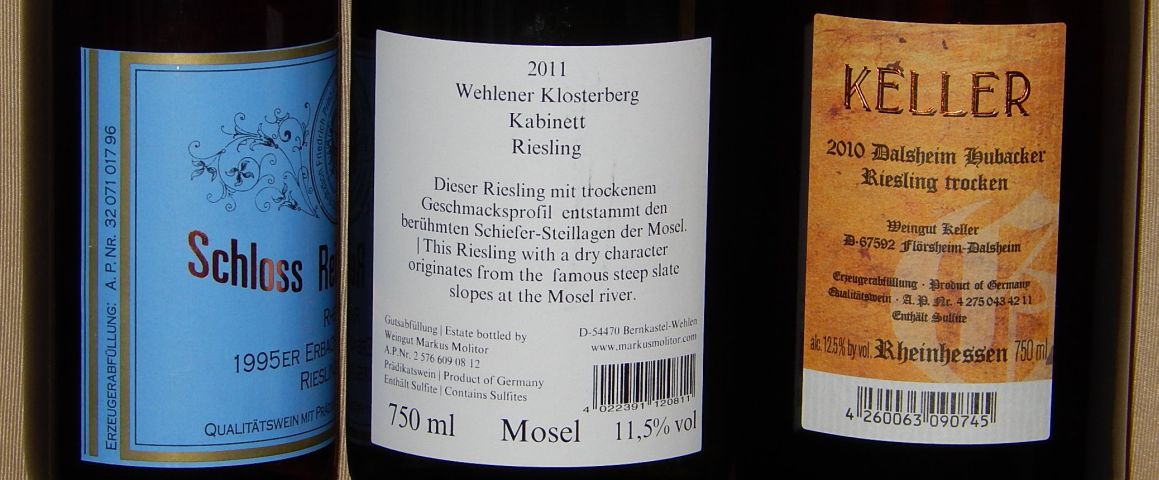 ERZEUGERABFÜLLUNG: A. P. NR. 32 071 017 96
Schloss
1995ER
QUALITÄTSWEIN MIT
2011
Wehlener Klosterberg
Kabinett
Riesling
Dieser Riesling mit trockenem
Geschmacksprofil entstammt den
berühmten Schiefer-Steillagen der Mosel.
| This Riesling with a dry character
originates from the famous steep slate
slopes at the Mosel river.
Gutsabfüllung | Estate bottled by
Weingut Markus Molitor
A.P.Nr. 2 576 609 08 12
Prädikatswein | Product of Germany
Enthält Sulfite | Contains Sulfites
D-54470 Bernkastel-Wehlen
www.markusmolitor.com
4 022391 120811
750 ml Mosel 11,5% vol
KELLER
2010 Dalsheim Hubacker
Riesling trocken
Weingut Keller
D-67592 Flörsheim-Dalsheim
Erzeugerabfüllung · Product of Germany
Qualitätswein · A. P. Nr. 4 275 043 42 11
Enthält Sulfite
alc. 12.5% by vol. Rheinhessen 750 ml
4 260063 090745